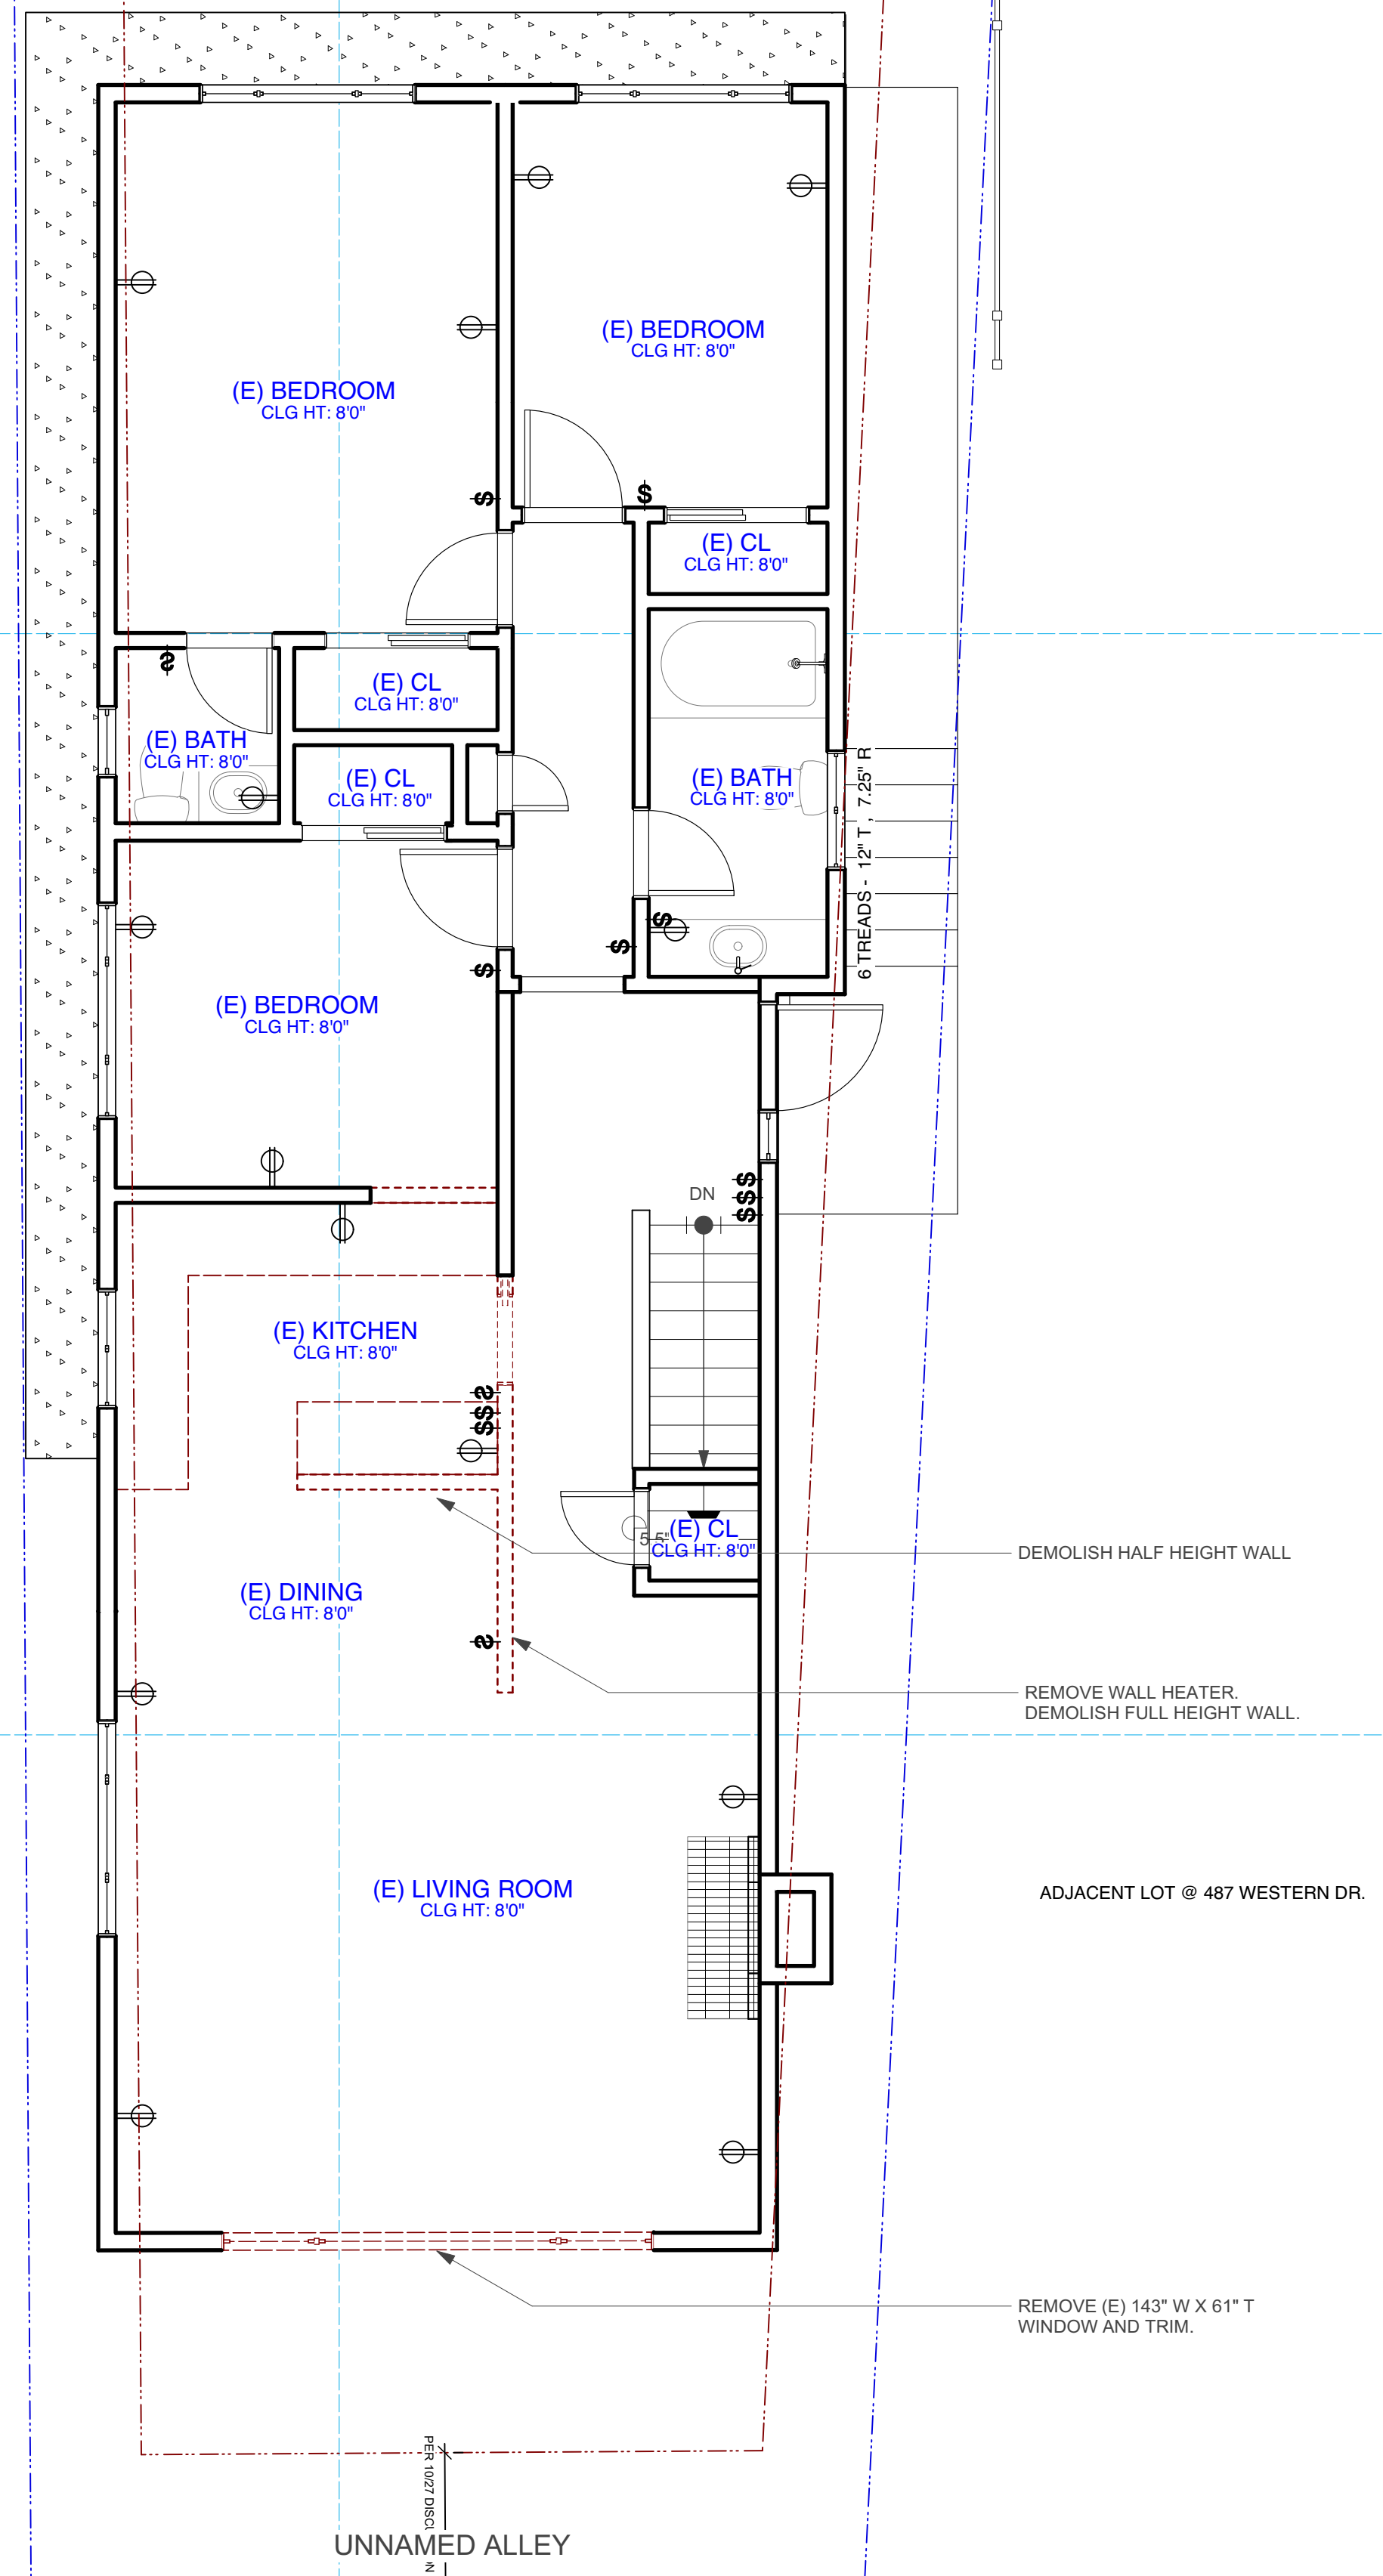 (E) BEDROOM
CLG HT: 8'0"
(E) BEDROOM
CLG HT: 8'0"
(E) CL
CLG HT: 8'0"
(E) CL
CLG HT: 8'0"
(E) BATH
CLG HT: 8'0"
(E) CL
CLG HT: 8'0"
(E) BATH
CLG HT: 8'0"
6 TREADS - 12" T , 7.25" R
(E) BEDROOM
CLG HT: 8'0"
DN
(E) KITCHEN
CLG HT: 8'0"
5.5"
(E) CL
CLG HT: 8'0"
DEMOLISH HALF HEIGHT WALL
(E) DINING
CLG HT: 8'0"
REMOVE WALL HEATER.
DEMOLISH FULL HEIGHT WALL.
(E) LIVING ROOM
CLG HT: 8'0"
ADJACENT LOT @ 487 WESTERN DR.
REMOVE (E) 143" W X 61" T
WINDOW AND TRIM.
PER 10/27
UNNAMED ALLEY